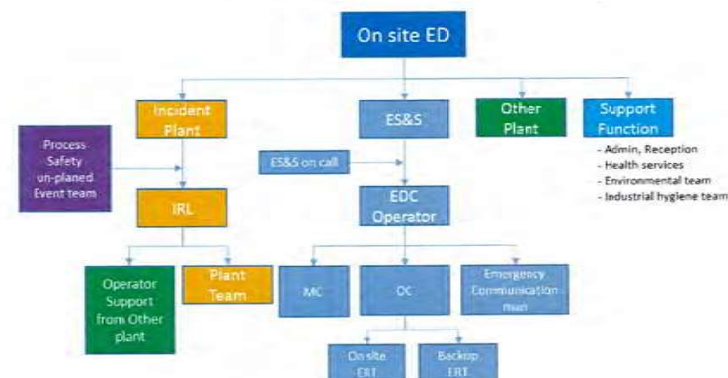 On site ED
Incident
Plant
ES&S
Other
Plant
Support
Function
- Admin, Reception
- Health services
- Environmental team
- Industrial hygiene team
Process
Safety
un-planed
Event team
ES&S on call
IRL
EDC
Operator
Operator
Support
from Other
plant
Plant
Team
MC
OC
Emergency
Communication
man
On site
ERT
Backup
ERT